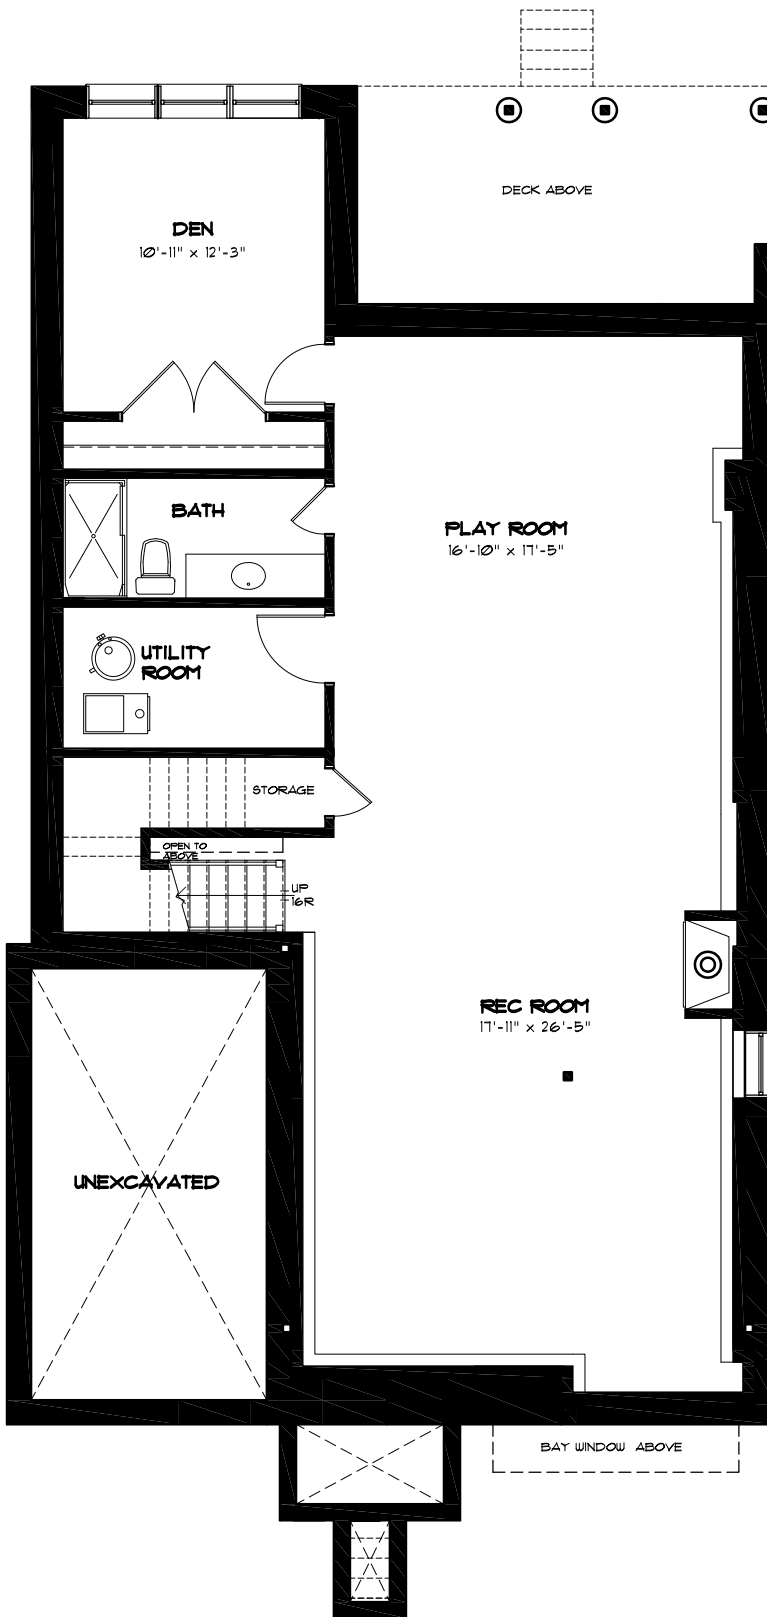 DECK ABOVE
DEN
10'-11" x 12'-3"
BATH
PLAY ROOM
16'-10" x 17'-5"
UTILITY
ROOM
STORAGE
OPEN TO
ABOVE
UP
16R
REC ROOM
17'-11" x 26'-5"
UNEXCAVATED
BAY WINDOW ABOVE